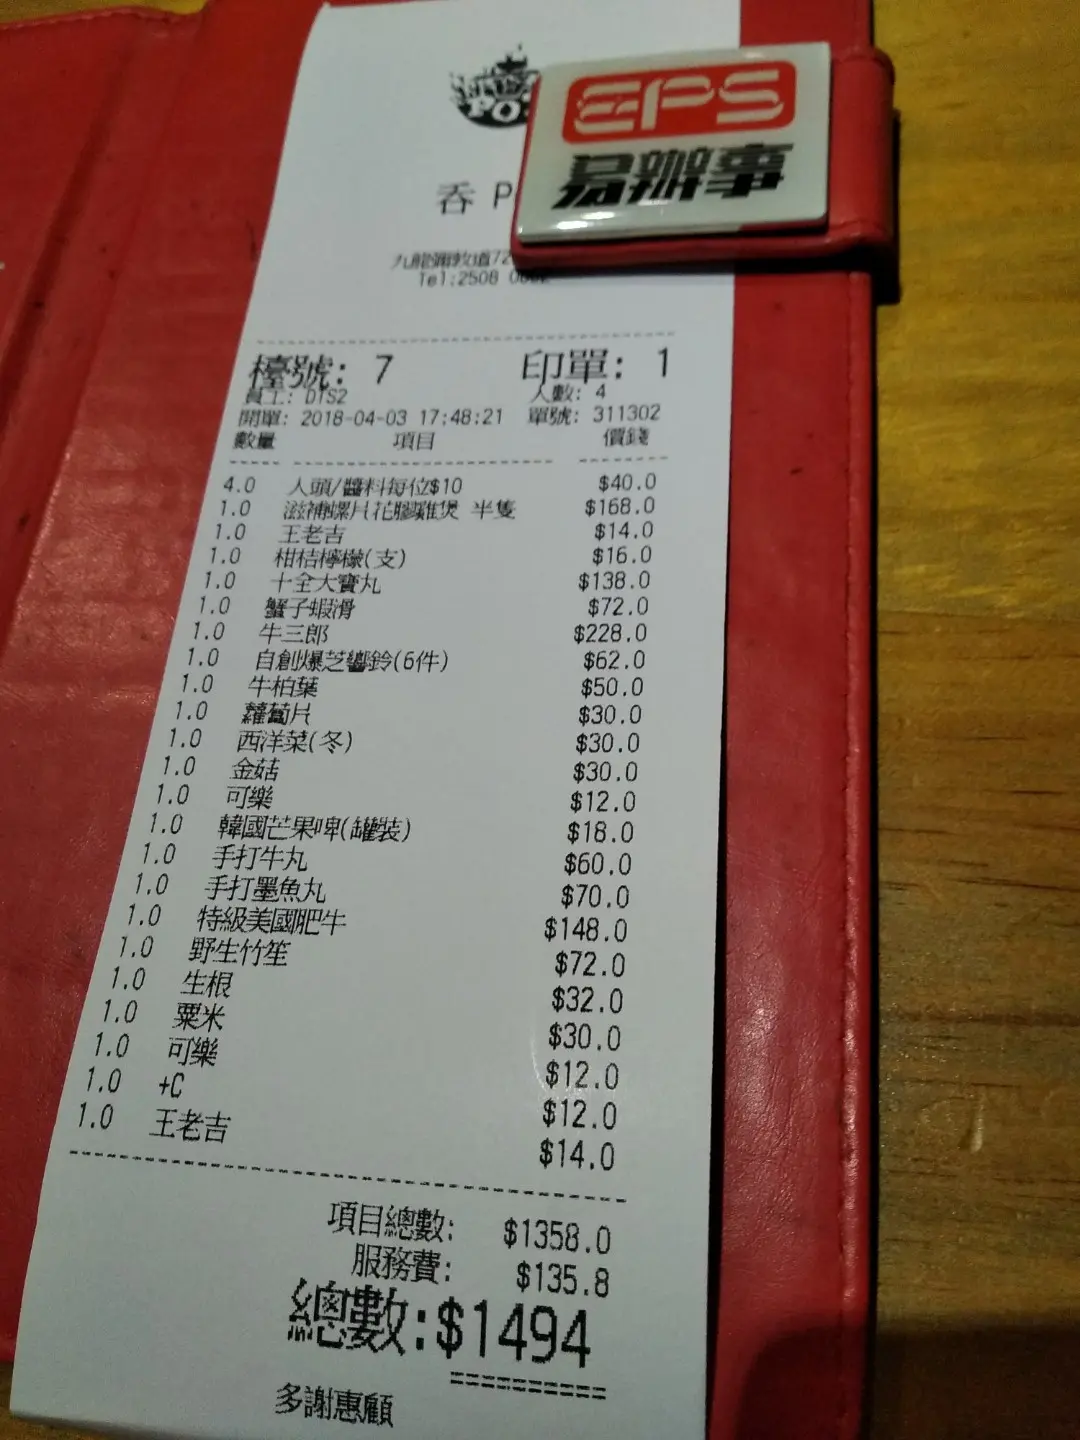 PO
EPS
易辦事
吞 P
九龍彌敦道72
Tel:2508 0
檯號: 7 印單: 1
員工: DTS2 人數: 4
開單: 2018-04-03 17:48:21 單號: 311302
數量 項目 價錢
4.0 人頭/醬料每位$10 $40.0
1.0 滋補螺片花膠雞煲 半隻 $168.0
1.0 王老吉 $14.0
1.0 柑桔檸檬(支) $16.0
1.0 十全大寶丸 $138.0
1.0 蟹子蝦滑 $72.0
1.0 牛三郎 $228.0
1.0 自創爆芝響鈴(6件) $62.0
1.0 牛柏葉 $50.0
1.0 蘿蔔片 $30.0
1.0 西洋菜(冬) $30.0
1.0 金菇 $30.0
1.0 可樂 $12.0
1.0 韓國芒果啤(罐裝) $18.0
1.0 手打牛丸 $60.0
1.0 手打墨魚丸 $70.0
1.0 特級美國肥牛 $148.0
1.0 野生竹笙 $72.0
1.0 生根 $32.0
1.0 粟米 $30.0
1.0 可樂 $12.0
1.0 +C $12.0
1.0 王老吉 $14.0
項目總數: $1358.0
服務費: $135.8
總數:$1494
多謝惠顧